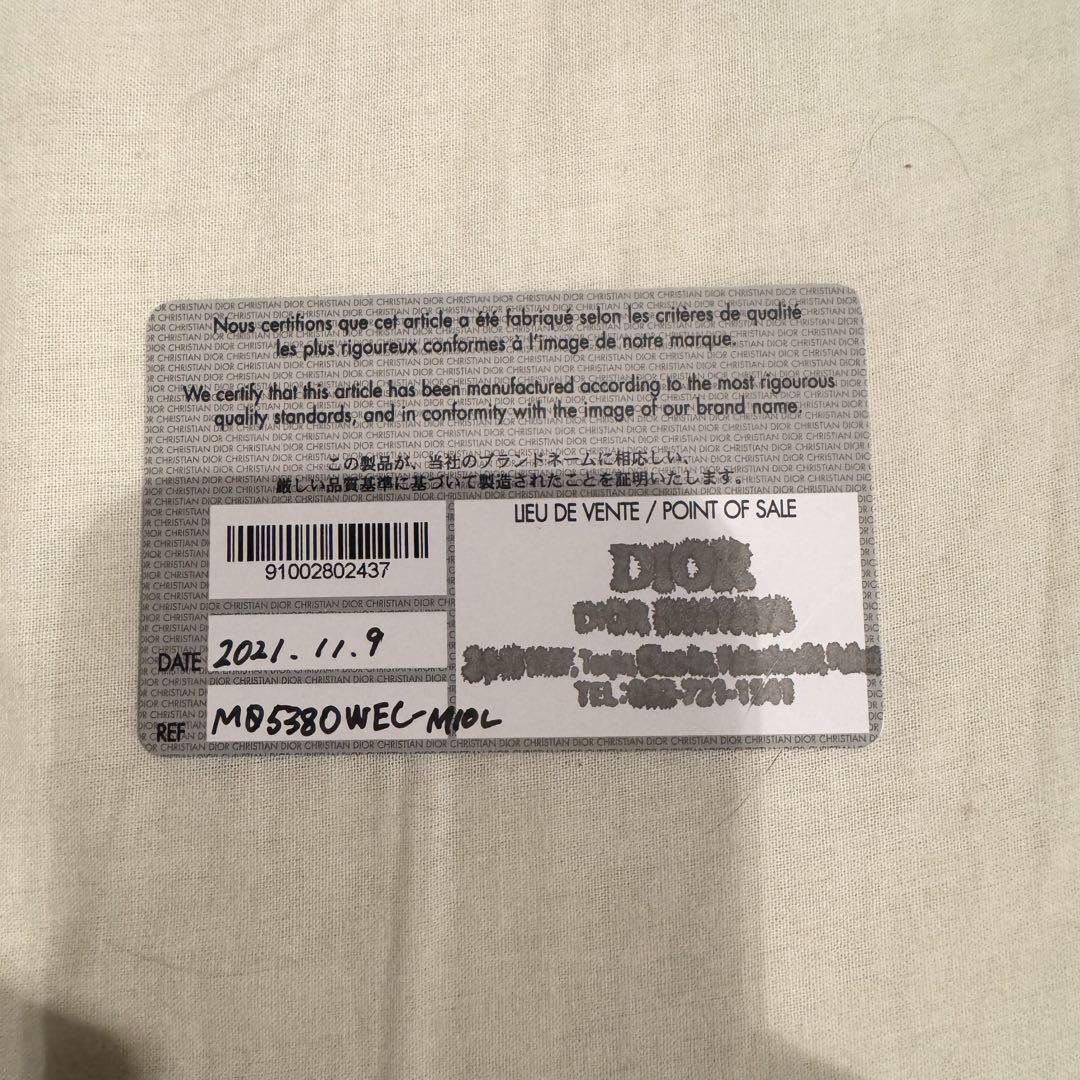 Nous certifions que cet article a été fabriqué selon les critères de qualité
les plus rigoureux conformes à l'image de notre marque.
We certify that this article has been manufactured according to the most rigourous
quality standards, and in conformity with the image of our brand name.
この製品が、当社のブランドネームに相応しい、
厳しい品質基準に基づいて製造されたことを証明いたします。
91002802437
DATE 2021.11.9
REF M05380WEC-M10L
LIEU DE VENTE / POINT OF SALE
DIOR
DIOR
TEL: